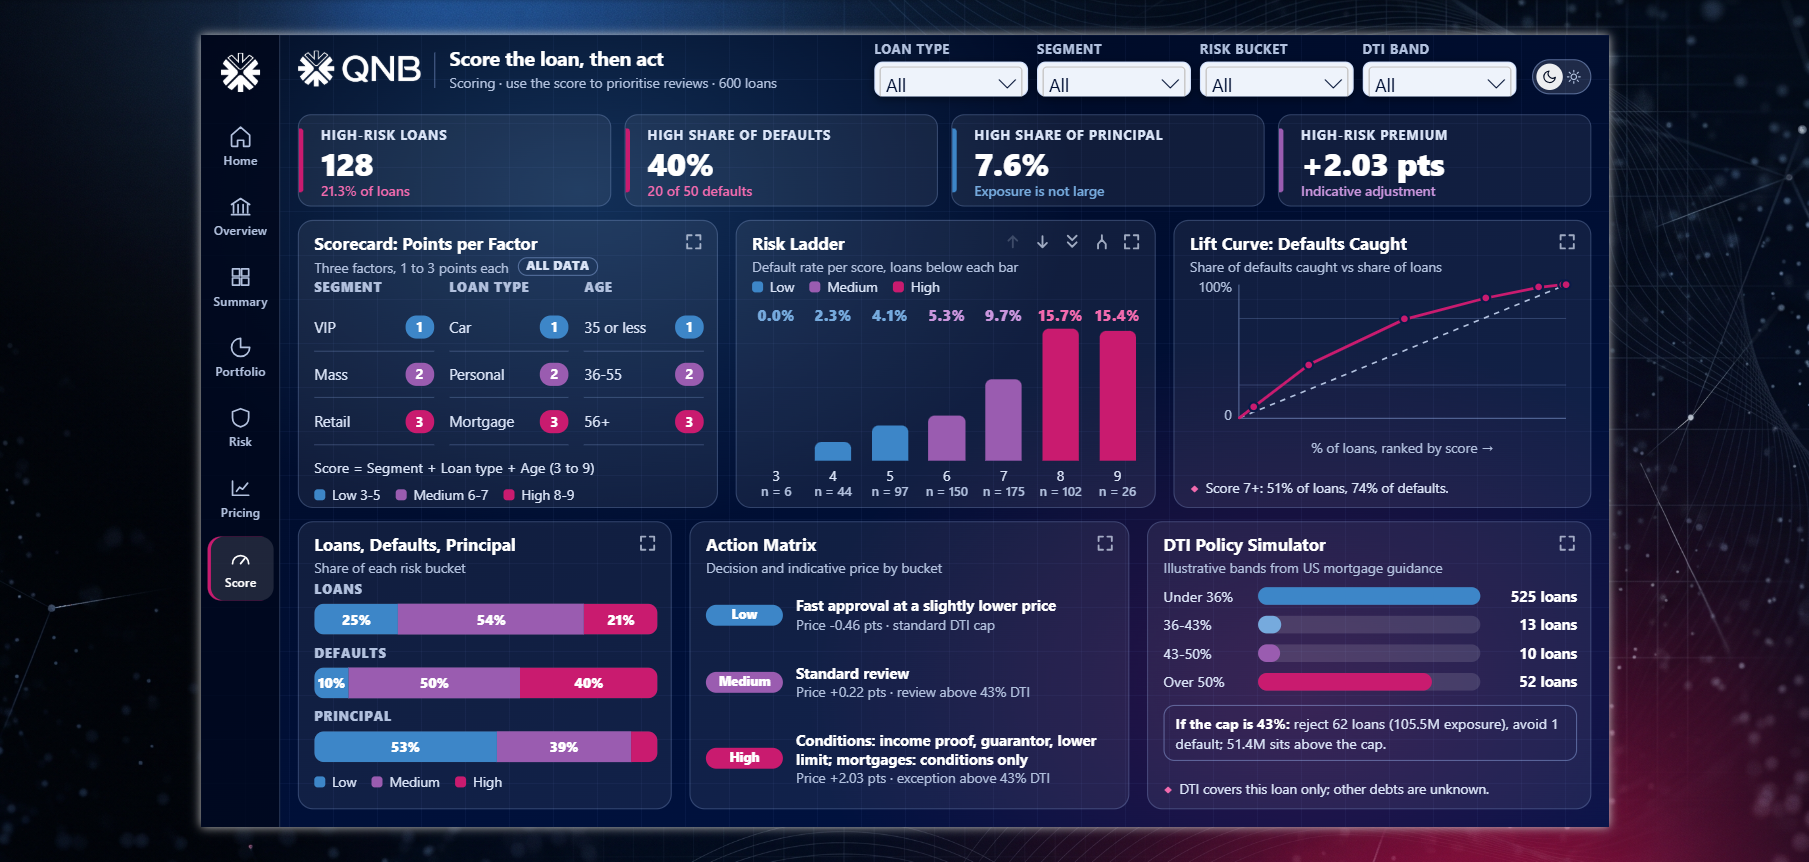 QNB
Score the loan, then act
Scoring · use the score to prioritise reviews · 600 loans
LOAN TYPE
All
SEGMENT
All
RISK BUCKET
All
DTI BAND
All
Home
Overview
Summary
Portfolio
Risk
Pricing
Score
HIGH-RISK LOANS
128
21.3% of loans
HIGH SHARE OF DEFAULTS
40%
20 of 50 defaults
HIGH SHARE OF PRINCIPAL
7.6%
Exposure is not large
HIGH-RISK PREMIUM
+2.03 pts
Indicative adjustment
Scorecard: Points per Factor
Three factors, 1 to 3 points each ALL DATA
SEGMENT LOAN TYPE AGE
VIP 1 Car 1 35 or less 1
Mass 2 Personal 2 36-55 2
Retail 3 Mortgage 3 56+ 3
Score = Segment + Loan type + Age (3 to 9)
Low 3-5 Medium 6-7 High 8-9
Risk Ladder
Default rate per score, loans below each bar
Low Medium High
0.0% 2.3% 4.1% 5.3% 9.7% 15.7% 15.4%
3 4 5 6 7 8 9
n = 6 n = 44 n = 97 n = 150 n = 175 n = 102 n = 26
Lift Curve: Defaults Caught
Share of defaults caught vs share of loans
100%
0
% of loans, ranked by score →
Score 7+: 51% of loans, 74% of defaults.
Loans, Defaults, Principal
Share of each risk bucket
LOANS
25% 54% 21%
DEFAULTS
10% 50% 40%
PRINCIPAL
53% 39%
Low Medium High
Action Matrix
Decision and indicative price by bucket
Low
Fast approval at a slightly lower price
Price -0.46 pts · standard DTI cap
Medium
Standard review
Price +0.22 pts · review above 43% DTI
High
Conditions: income proof, guarantor, lower
limit; mortgages: conditions only
Price +2.03 pts · exception above 43% DTI
DTI Policy Simulator
Illustrative bands from US mortgage guidance
Under 36% 525 loans
36-43% 13 loans
43-50% 10 loans
Over 50% 52 loans
If the cap is 43%: reject 62 loans (105.5M exposure), avoid 1
default; 51.4M sits above the cap.
DTI covers this loan only; other debts are unknown.